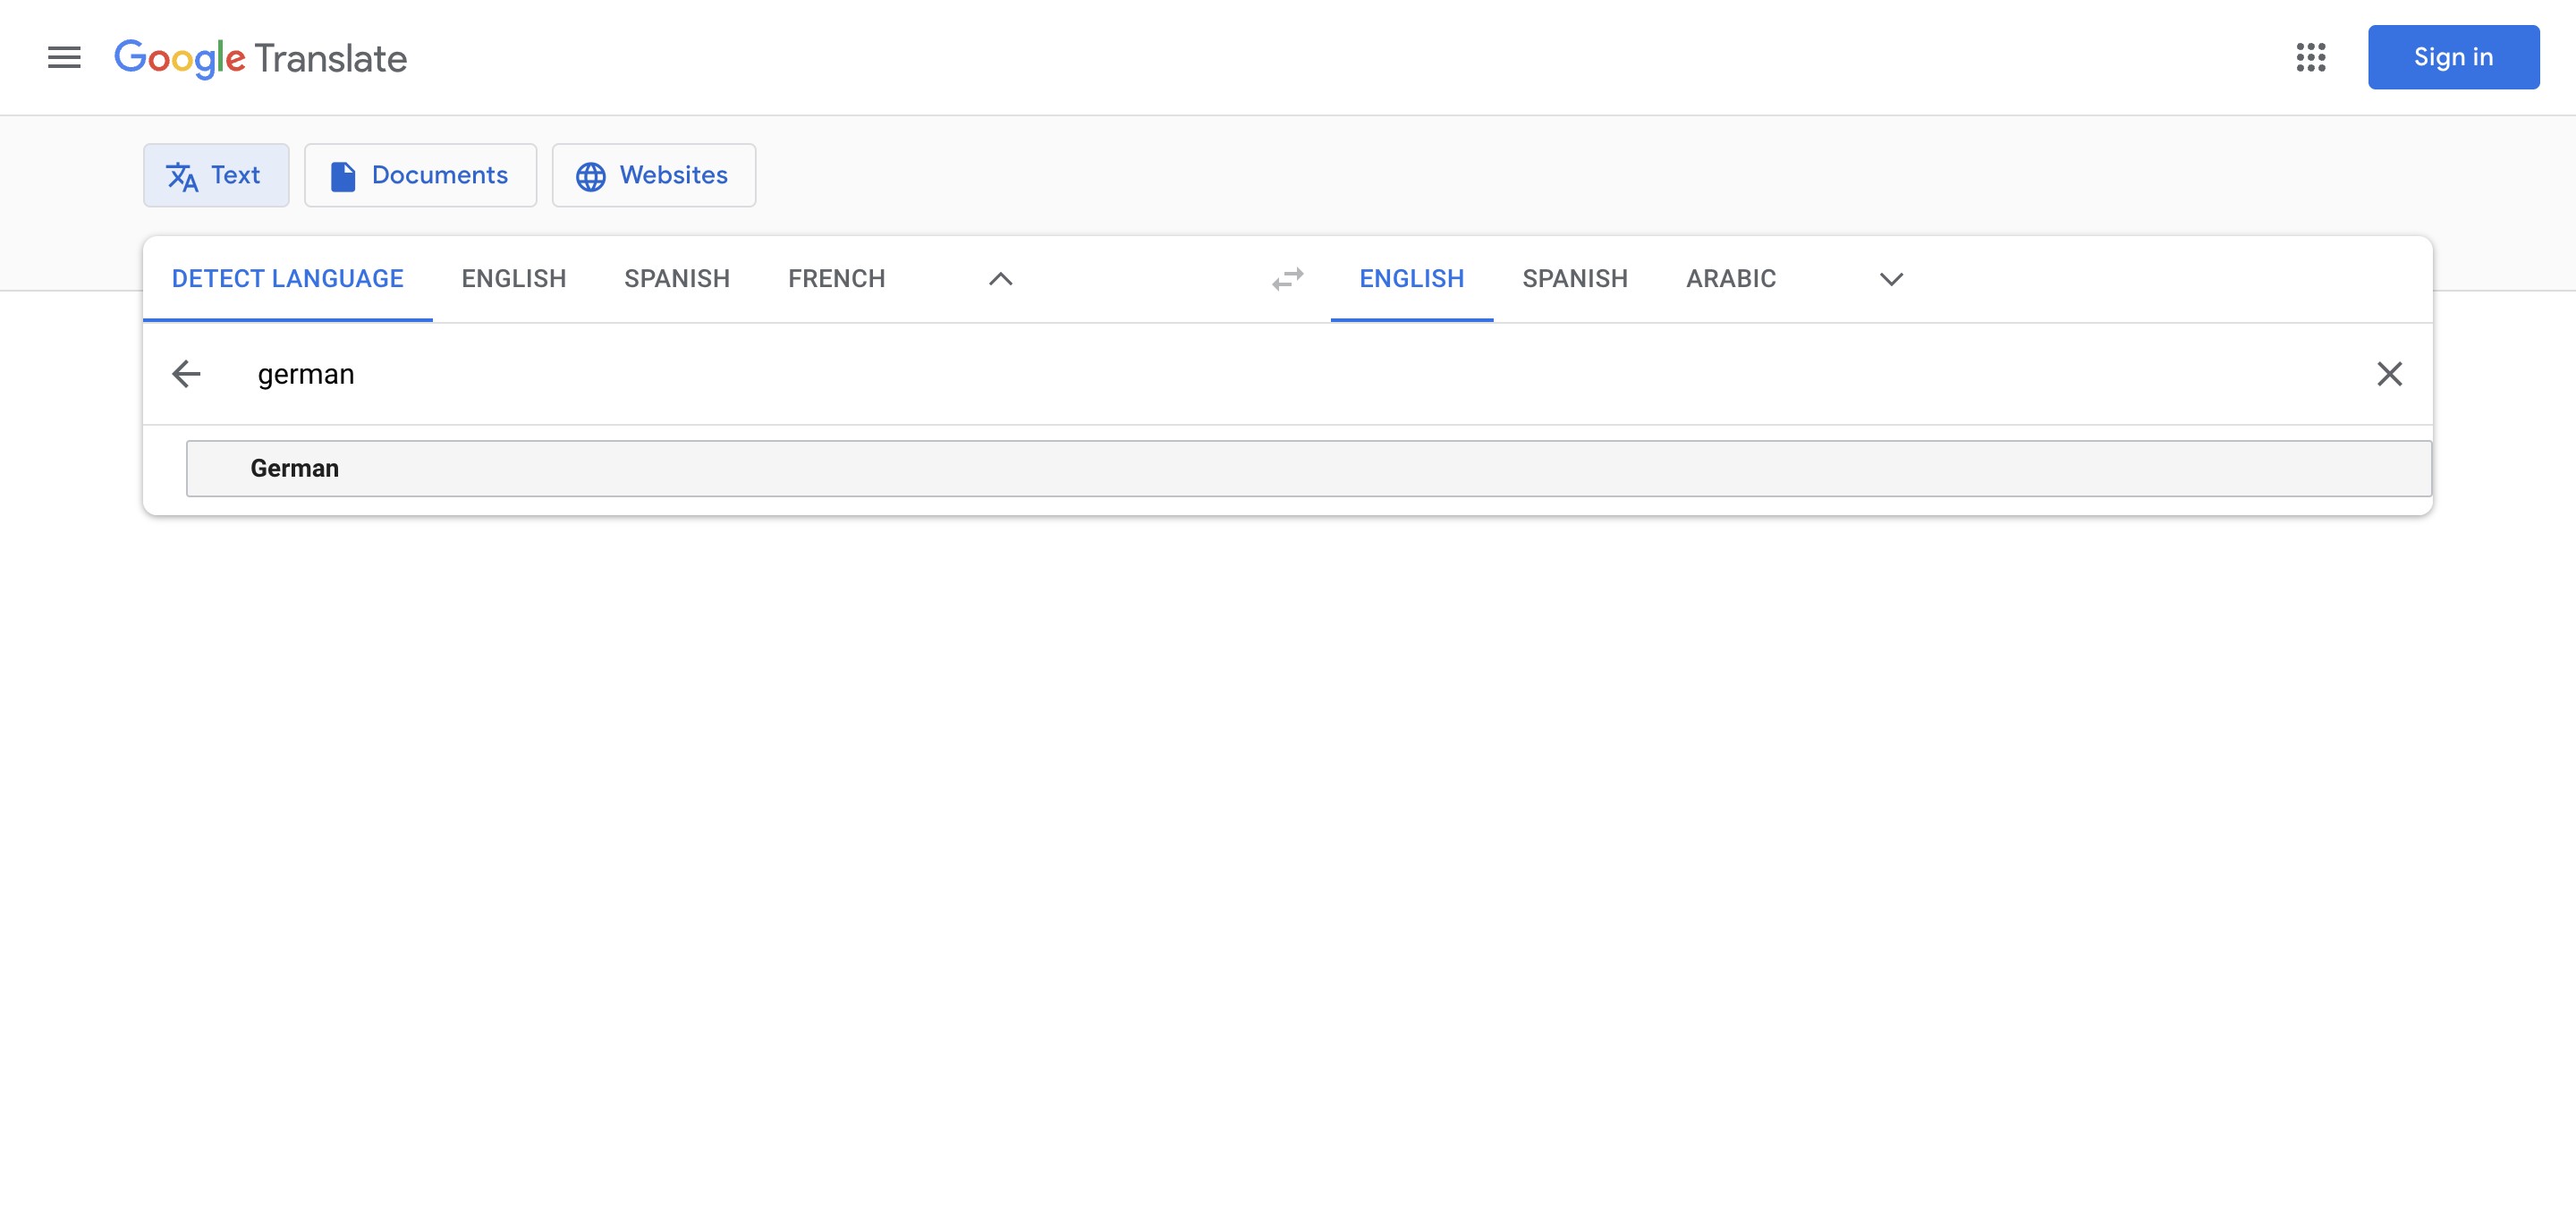 Google Translate
Sign in
Text Documents Websites
DETECT LANGUAGE ENGLISH SPANISH FRENCH ENGLISH SPANISH ARABIC
german
German